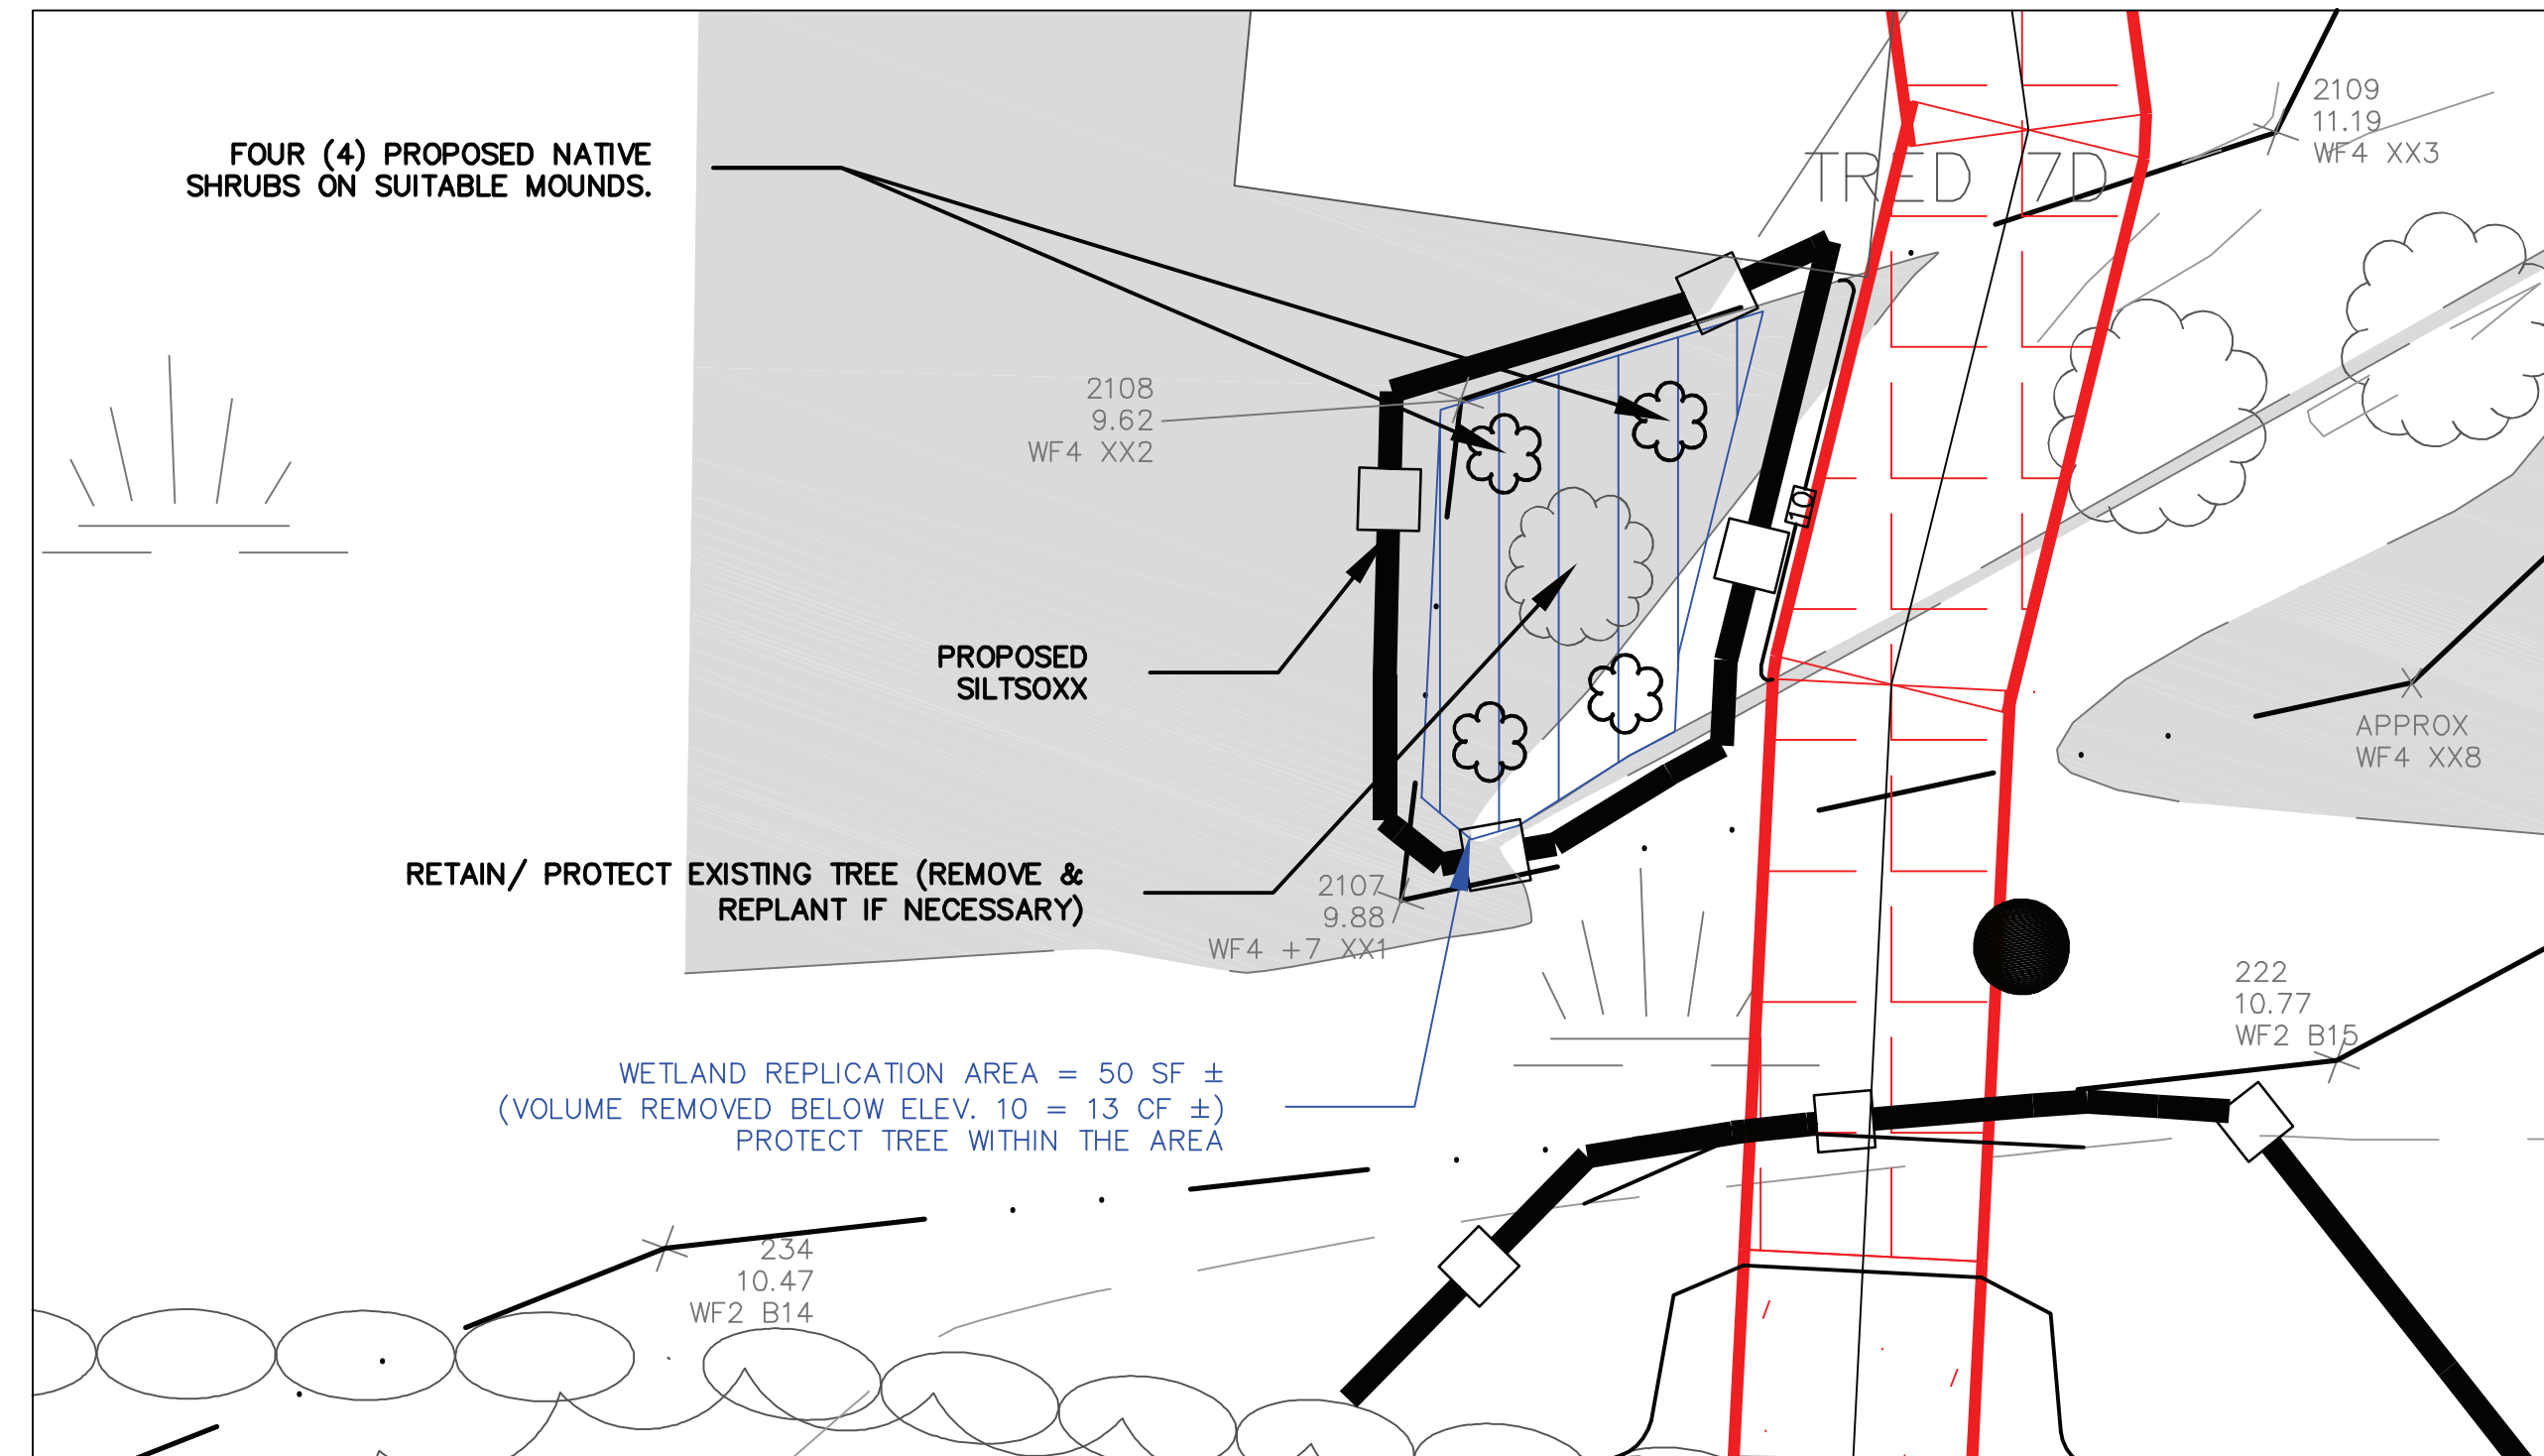 FOUR (4) PROPOSED NATIVE
SHRUBS ON SUITABLE MOUNDS.
2109
11.19
WF4 XX3
TRED 7D
2108
9.62
WF4 XX2
10
PROPOSED
SILTSOXX
APPROX
WF4 XX8
RETAIN/ PROTECT EXISTING TREE (REMOVE &
REPLANT IF NECESSARY)
2107
9.88
WF4 +7 XX1
222
10.77
WF2 B15
WETLAND REPLICATION AREA = 50 SF ±
(VOLUME REMOVED BELOW ELEV. 10 = 13 CF ±)
PROTECT TREE WITHIN THE AREA
234
10.47
WF2 B14